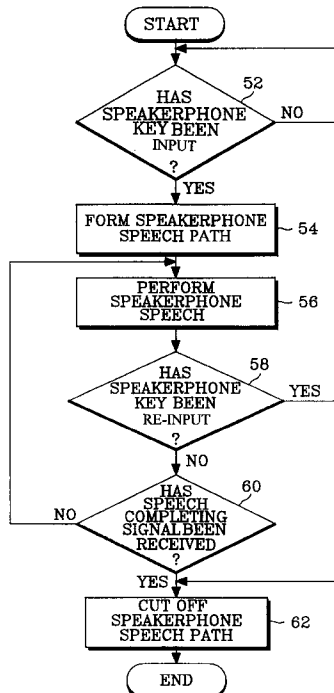 START
52
HAS
SPEAKERPHONE
KEY BEEN
INPUT
?
NO
YES
FORM SPEAKERPHONE
SPEECH PATH
54
PERFORM
SPEAKERPHONE
SPEECH
56
58
HAS
SPEAKERPHONE
KEY BEEN
RE-INPUT
?
YES
NO
60
HAS
SPEECH
COMPLETING
SIGNAL BEEN
RECEIVED
?
NO
YES
CUT OFF
SPEAKERPHONE
SPEECH PATH
62
END